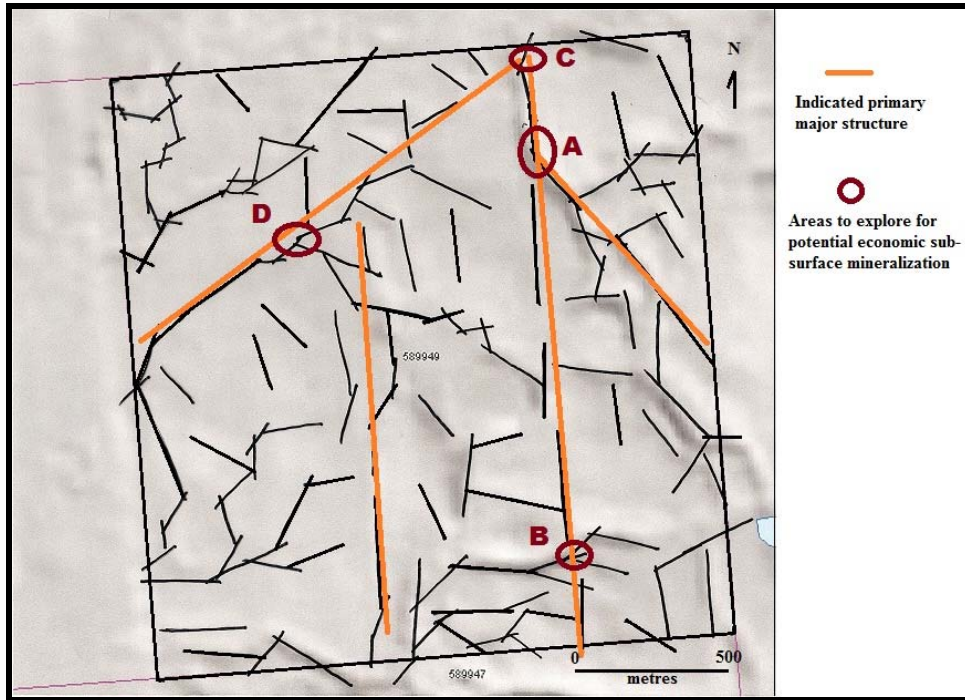 C
N
A
D
589949
B
0 500
metres
589947
Indicated primary
major structure
Areas to explore for
potential economic sub-
surface mineralization